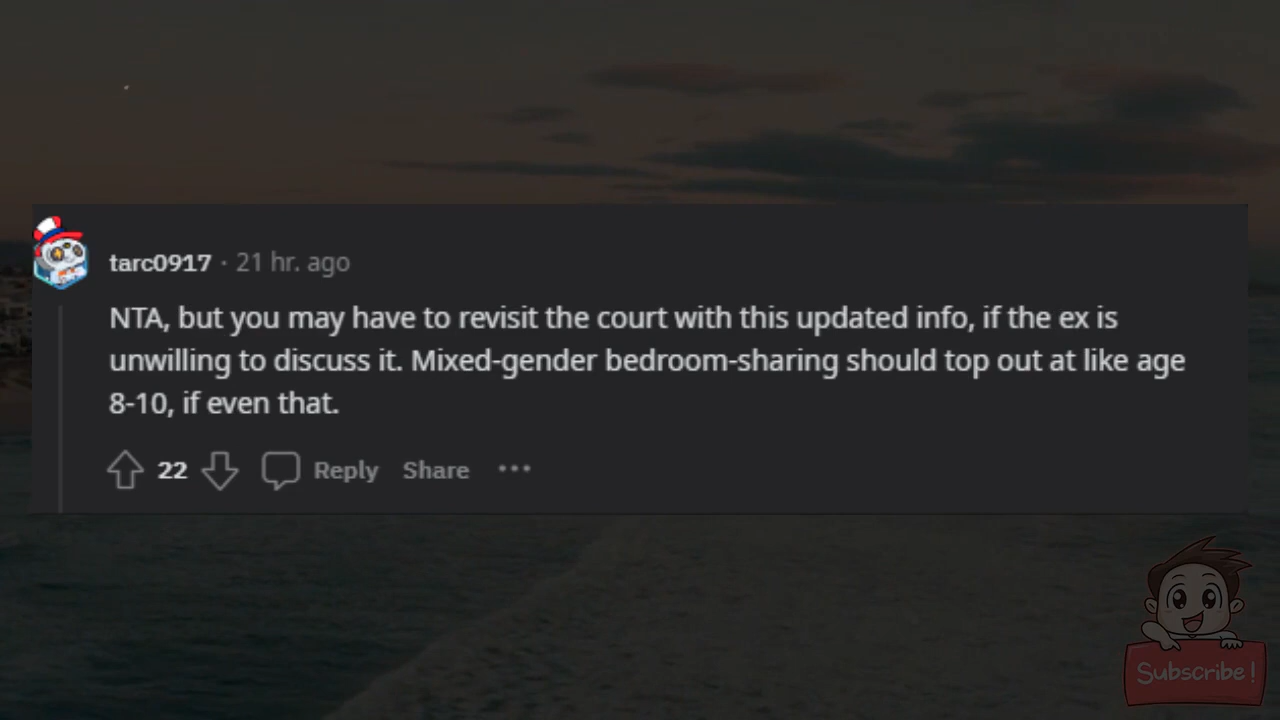 tarc0917 · 21 hr. ago
NTA, but you may have to revisit the court with this updated info, if the ex is
unwilling to discuss it. Mixed-gender bedroom-sharing should top out at like age
8-10, if even that.
22 Reply Share ···
Subscribe!